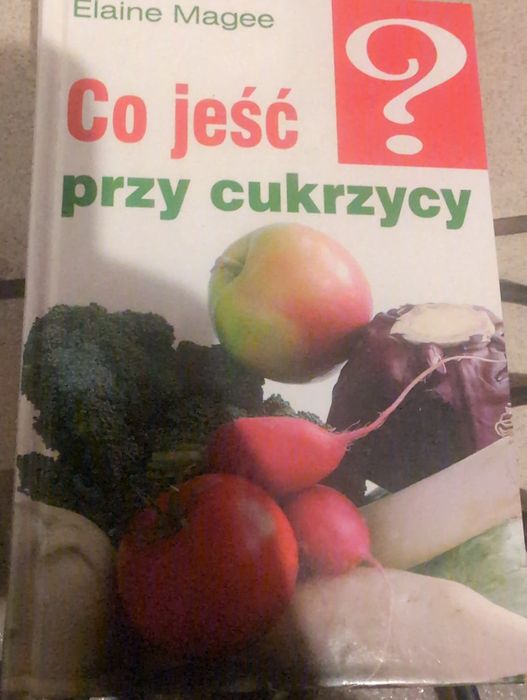 Elaine Magee
?
Co jeść
przy cukrzycy